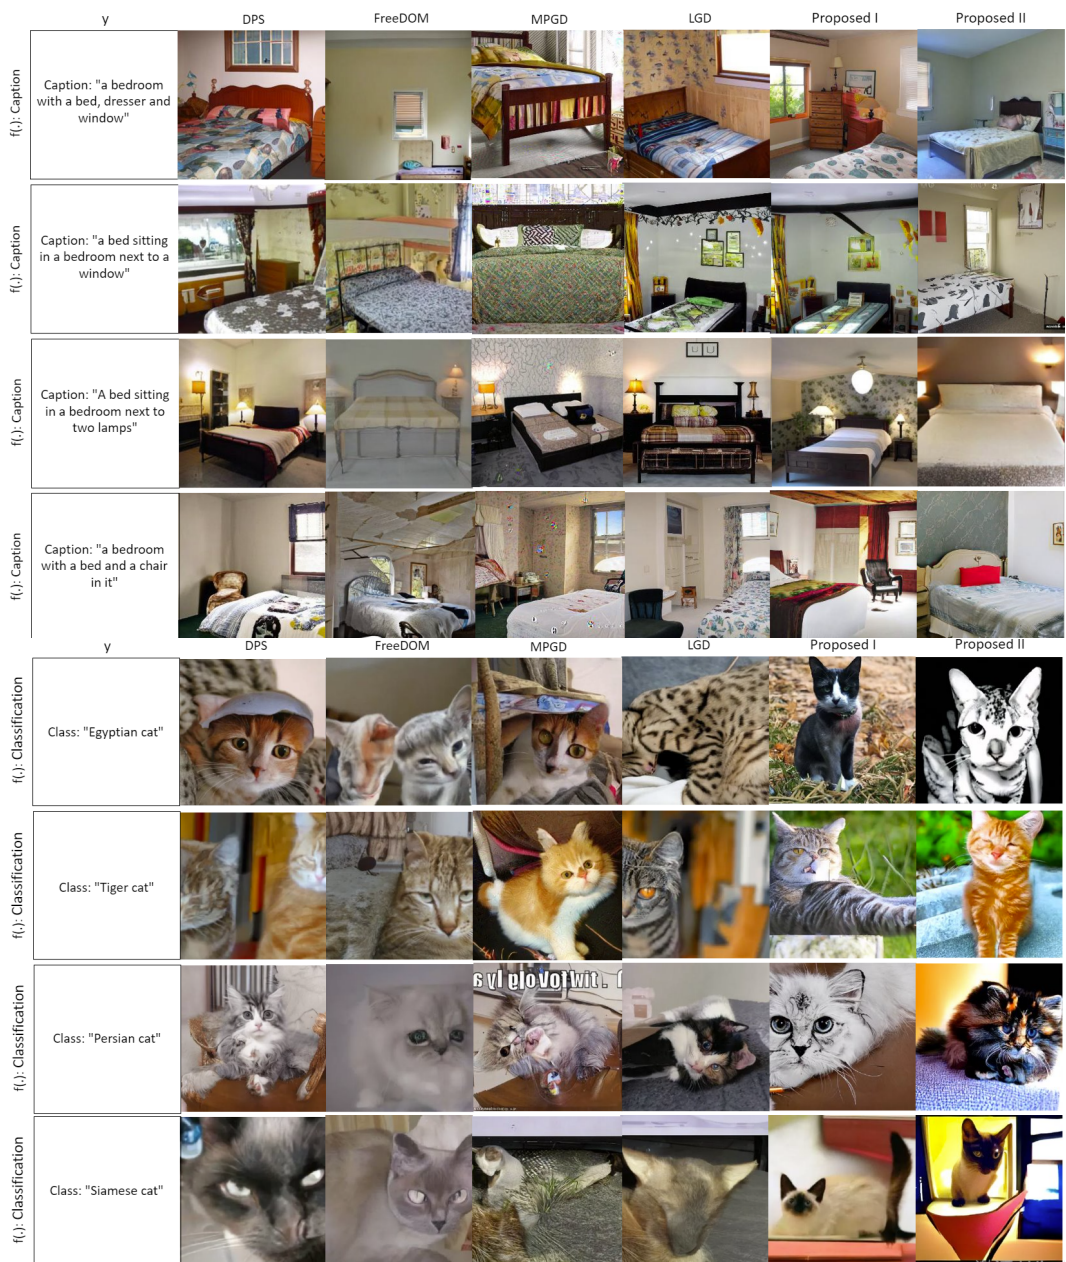 y DPS FreeDOM MPGD LGD Proposed I Proposed II
f(.): Caption
Caption: "a bedroom
with a bed, dresser and
window"
f(.): Caption
Caption: "a bed sitting
in a bedroom next to a
window"
f(.): Caption
Caption: "A bed sitting
in a bedroom next to
two lamps"
f(.): Caption
Caption: "a bedroom
with a bed and a chair
in it"
y DPS FreeDOM MPGD LGD Proposed I Proposed II
f(.): Classification
Class: "Egyptian cat"
f(.): Classification
Class: "Tiger cat"
f(.): Classification
Class: "Persian cat"
f(.): Classification
Class: "Siamese cat"